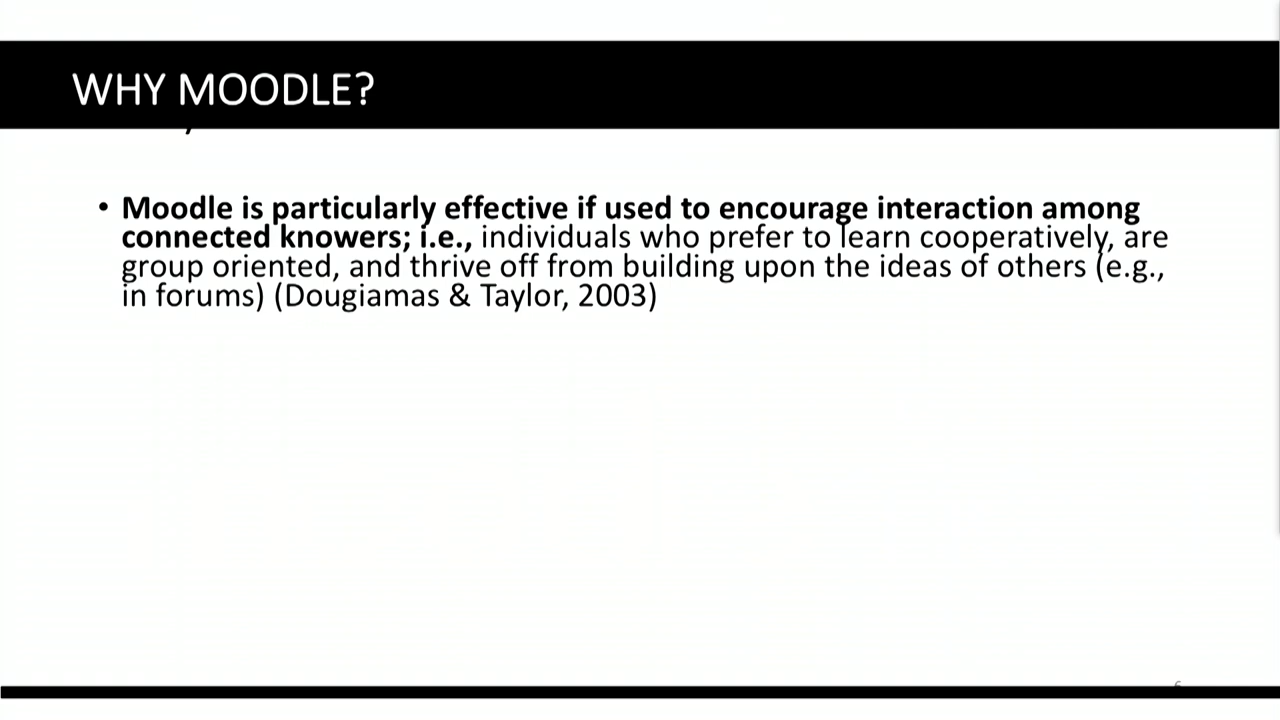 WHY MOODLE?
• Moodle is particularly effective if used to encourage interaction among
connected knowers; i.e., individuals who prefer to learn cooperatively, are
group oriented, and thrive off from building upon the ideas of others (e.g.,
in forums) (Dougiamas & Taylor, 2003)